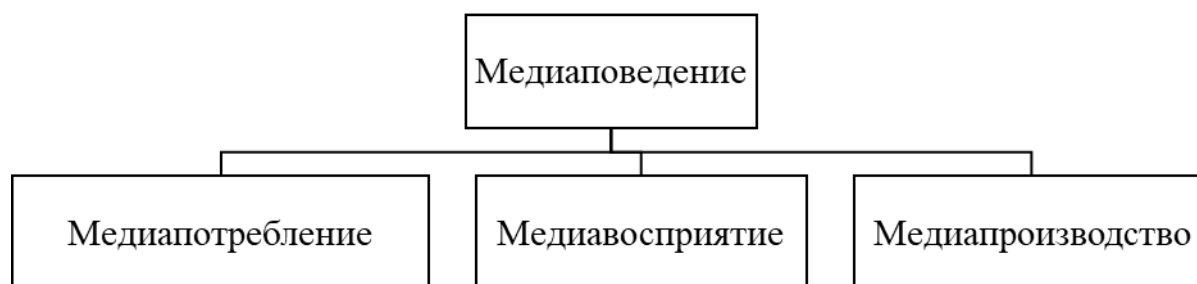 Медиаповедение
Медиапотребление
Медиавосприятие
Медиапроизводство